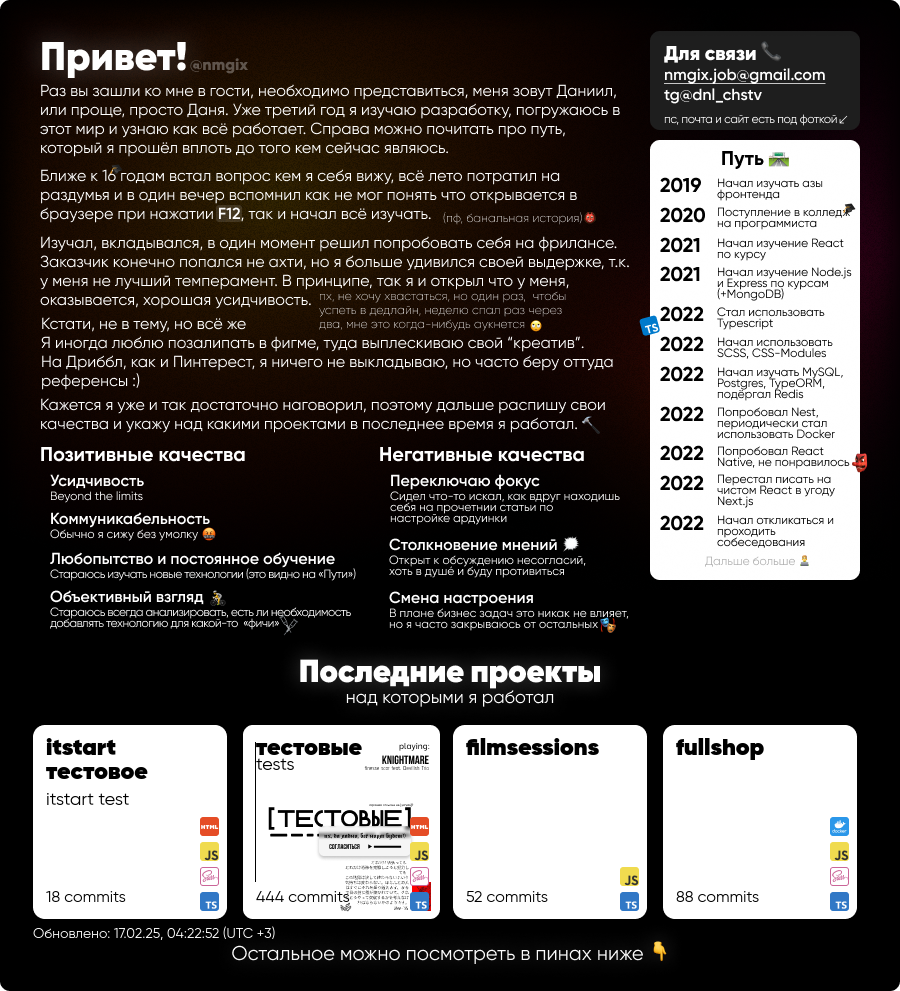 Привет! @nmgix
Раз вы зашли ко мне в гости, необходимо представиться, меня зовут Даниил,
или проще, просто Даня. Уже третий год я изучаю разработку, погружаюсь в
этот мир и узнаю как всё работает. Справа можно почитать про путь,
который я прошёл вплоть до того кем сейчас являюсь.
Ближе к 16 годам встал вопрос кем я себя вижу, всё лето потратил на
раздумья и в один вечер вспомнил как не мог понять что открывается в
браузере при нажатии F12, так и начал всё изучать. (пф, банальная история)
Изучал, вкладывался, в один момент решил попробовать себя на фрилансе.
Заказчик конечно попался не ахти, но я больше удивился своей выдержке, т.к.
у меня не лучший темперамент. В принципе, так я и открыл что у меня,
оказывается, хорошая усидчивость.
пх, не хочу хвастаться, но один раз, чтобы
успеть в дедлайн, неделю спал раз через
два, мне это когда-нибудь аукнется
Кстати, не в тему, но всё же
Я иногда люблю позалипать в фигме, туда выплескиваю свой “креатив”.
На Дриббл, как и Пинтерест, я ничего не выкладываю, но часто беру оттуда
референсы :)
Кажется я уже и так достаточно наговорил, поэтому дальше распишу свои
качества и укажу над какими проектами в последнее время я работал.
Позитивные качества
Усидчивость
Beyond the limits
Коммуникабельность
Обычно я сижу без умолку
Любопытство и постоянное обучение
Стараюсь изучать новые технологии (это видно на «Пути»)
Объективный взгляд
Стараюсь всегда анализировать, есть ли необходимость
добавлять технологию для какой-то «фичи»
Негативные качества
Переключаю фокус
Сидел что-то искал, как вдруг находишь
себя на прочетнии статьи по
настройке ардуинки
Столкновение мнений
Открыт к обсуждению несогласий,
хоть в душе и буду противиться
Смена настроения
В плане бизнес задач это никак не влияет,
но я часто закрываюсь от остальных
Для связи
nmgix.job@gmail.com
tg@dnl_chstv
пс, почта и сайт есть под фоткой↙
Путь
2019 Начал изучать азы
фронтенда
2020 Поступление в колледж
на программиста
2021 Начал изучение React
по курсу
2021 Начал изучение Node.js
и Express по курсам
(+MongoDB)
2022 Стал использовать
Typescript
TS
2022 Начал использовать
SCSS, CSS-Modules
2022 Начал изучать MySQL,
Postgres, TypeORM,
подёргал Redis
2022 Попробовал Nest,
периодически стал
использовать Docker
2022 Попробовал React
Native, не понравилось
2022 Перестал писать на
чистом React в угоду
Next.js
2022 Начал откликаться и
проходить
собеседования
Дальше больше
Последние проекты
над которыми я работал
itstart
тестовое
itstart test
HTML
JS
Sass
TS
18 commits
тестовые
tests
playing:
KNIGHTMARE
[ТЕСТОВЫЕ]
СОГЛАСИТЬСЯ
HTML
JS
Sass
TS
444 commits
filmsessions
JS
TS
52 commits
fullshop
docker
JS
Sass
TS
88 commits
Обновлено: 17.02.25, 04:22:52 (UTC +3)
Остальное можно посмотреть в пинах ниже